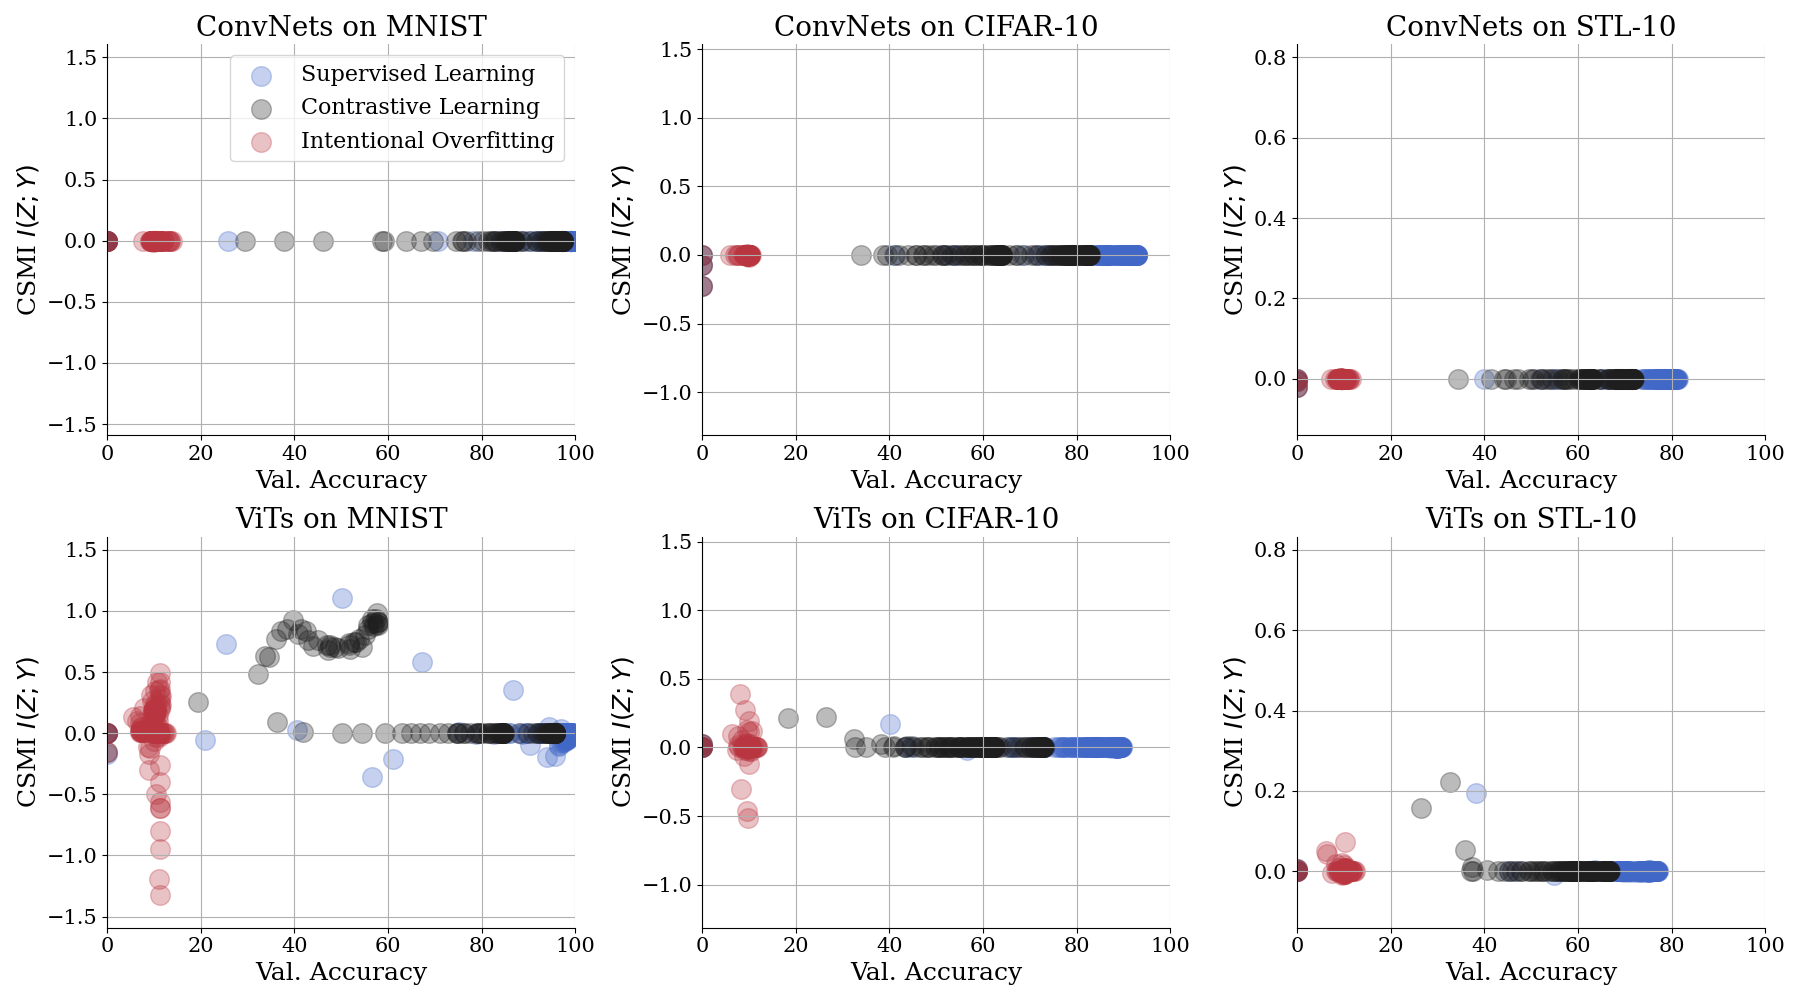 ConvNets on MNIST
ConvNets on CIFAR-10
ConvNets on STL-10
1.5
1.0
0.5
0.0
−0.5
−1.0
−1.5
CSMI I(Z; Y)
Supervised Learning
Contrastive Learning
Intentional Overfitting
0 20 40 60 80 100
Val. Accuracy
1.5
1.0
0.5
0.0
−0.5
−1.0
CSMI I(Z; Y)
0 20 40 60 80 100
Val. Accuracy
0.8
0.6
0.4
0.2
0.0
CSMI I(Z; Y)
0 20 40 60 80 100
Val. Accuracy
ViTs on MNIST
ViTs on CIFAR-10
ViTs on STL-10
1.5
1.0
0.5
0.0
−0.5
−1.0
−1.5
CSMI I(Z; Y)
0 20 40 60 80 100
Val. Accuracy
1.5
1.0
0.5
0.0
−0.5
−1.0
CSMI I(Z; Y)
0 20 40 60 80 100
Val. Accuracy
0.8
0.6
0.4
0.2
0.0
CSMI I(Z; Y)
0 20 40 60 80 100
Val. Accuracy